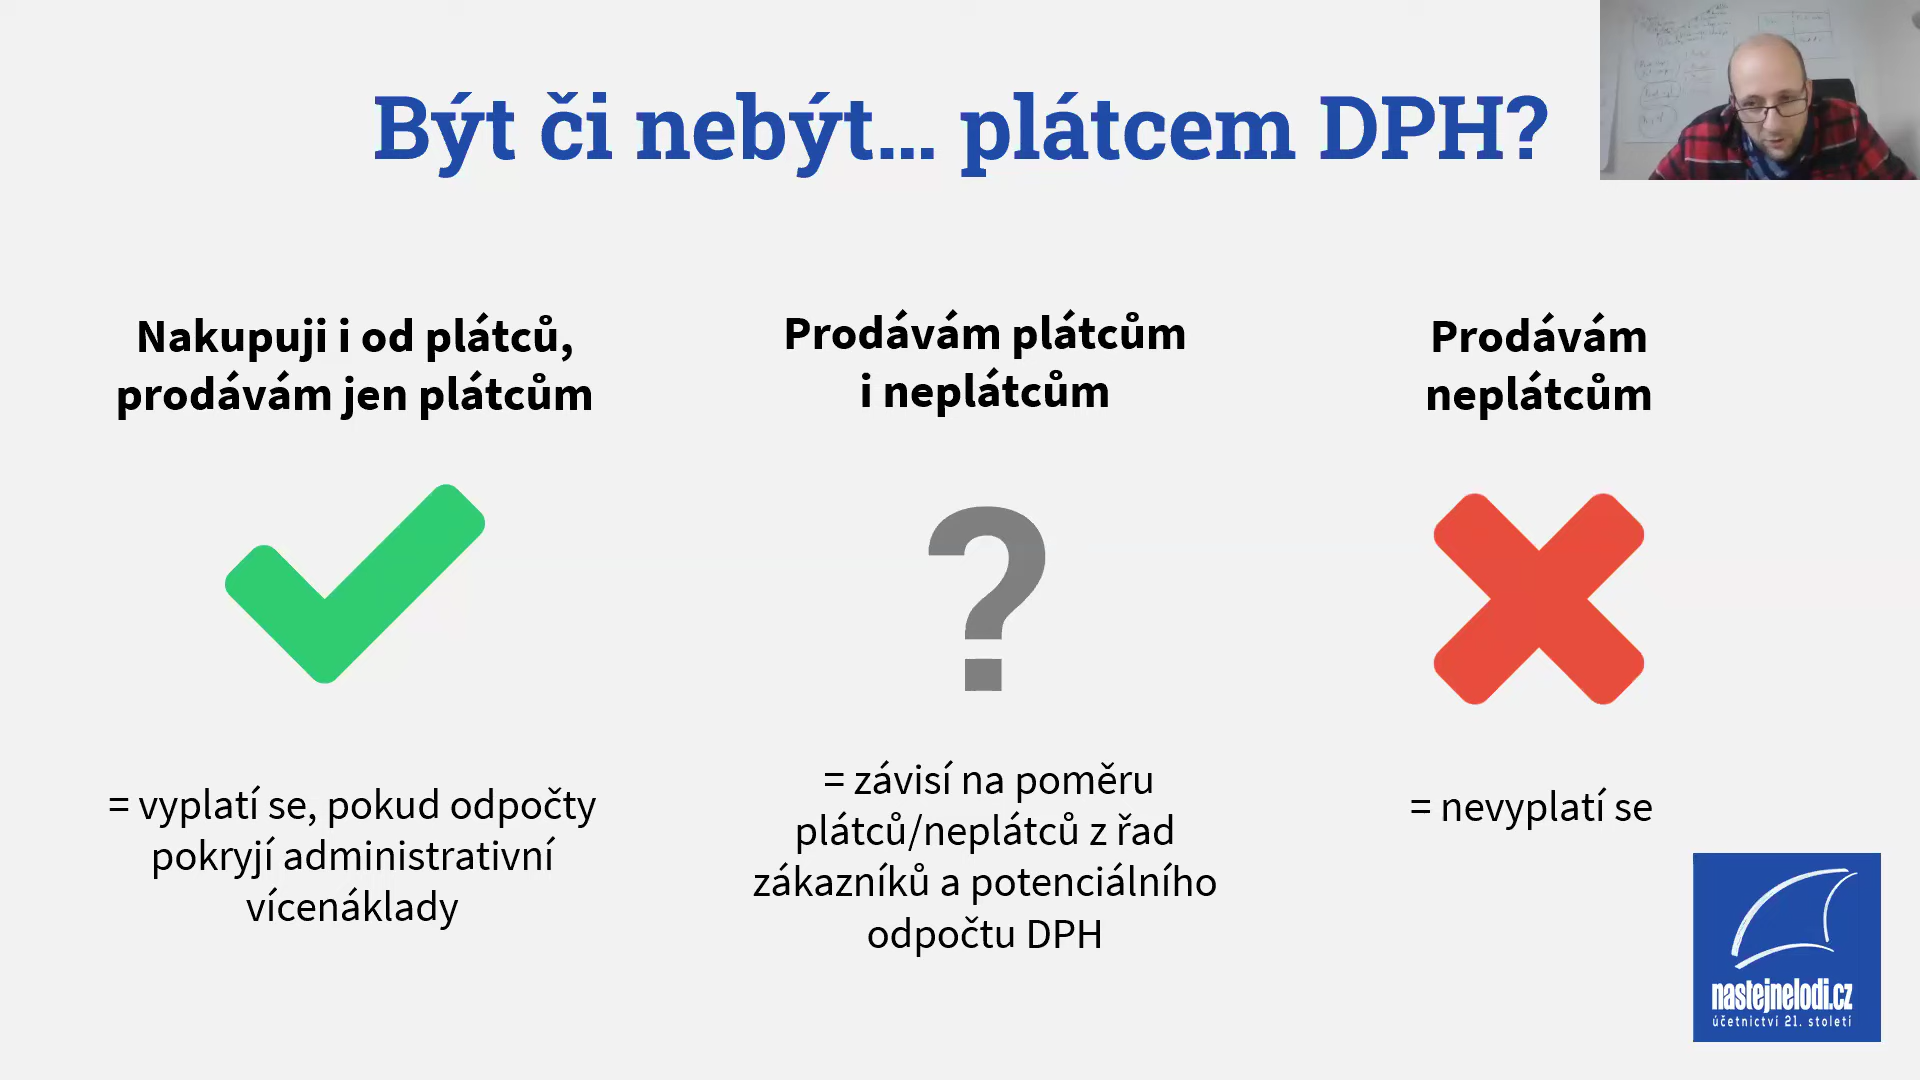 Být či nebýt... plátcem DPH?
Nakupuji i od plátců,
prodávám jen plátcům
= vyplatí se, pokud odpočty
pokryjí administrativní
vícenáklady
Prodávám plátcům
i neplátcům
?
= závisí na poměru
plátců/neplátců z řad
zákazníků a potenciálního
odpočtu DPH
Prodávám
neplátcům
= nevyplatí se
nastejnelodi.cz
účetnictví 21. století